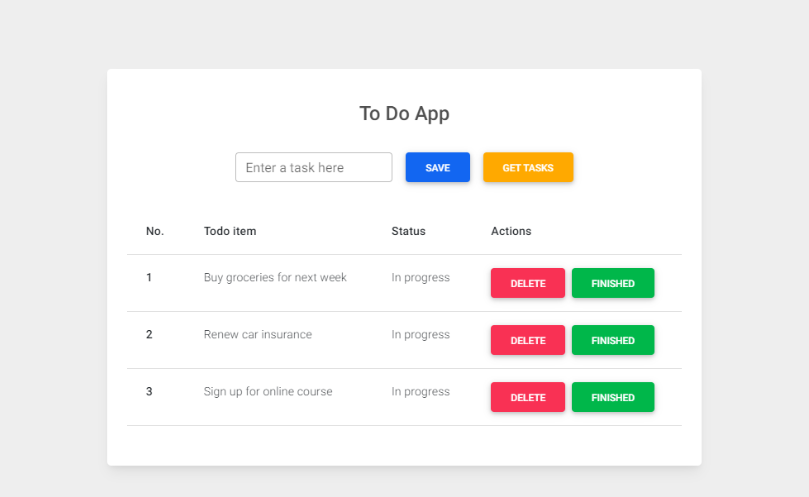 To Do App
Enter a task here SAVE GET TASKS
No. Todo item Status Actions
1 Buy groceries for next week In progress DELETE FINISHED
2 Renew car insurance In progress DELETE FINISHED
3 Sign up for online course In progress DELETE FINISHED